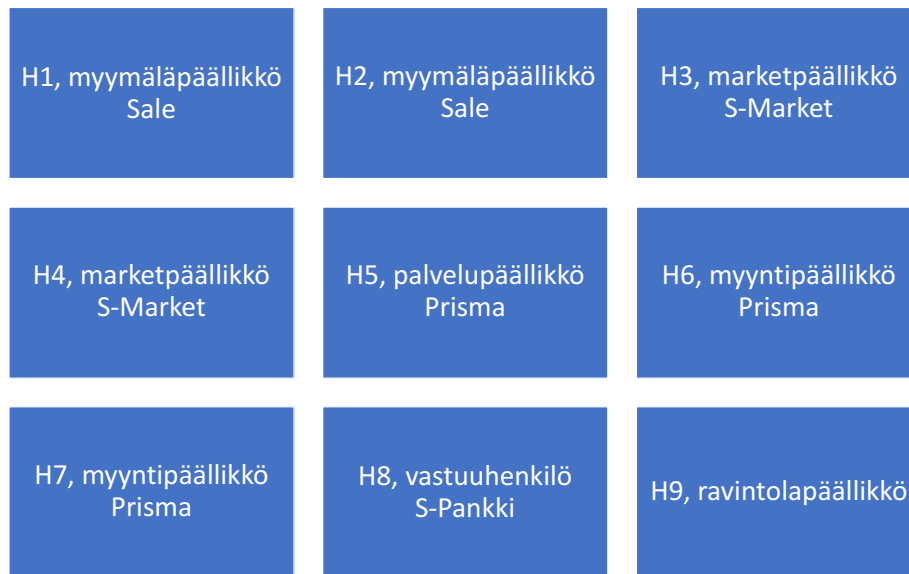 H1, myymäläpäällikkö
Sale
H2, myymäläpäällikkö
Sale
H3, marketpäällikkö
S-Market
H4, marketpäällikkö
S-Market
H5, palvelupäällikkö
Prisma
H6, myyntipäällikkö
Prisma
H7, myyntipäällikkö
Prisma
H8, vastuuhenkilö
S-Pankki
H9, ravintolapäällikkö